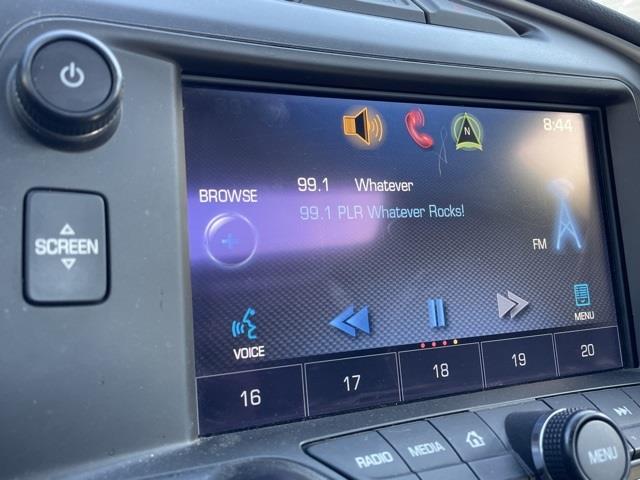 N
8:44
BROWSE
99.1 Whatever
99.1 PLR Whatever Rocks!
SCREEN
FM
VOICE
MENU
16 17 18 19 20
RADIO MEDIA
MENU